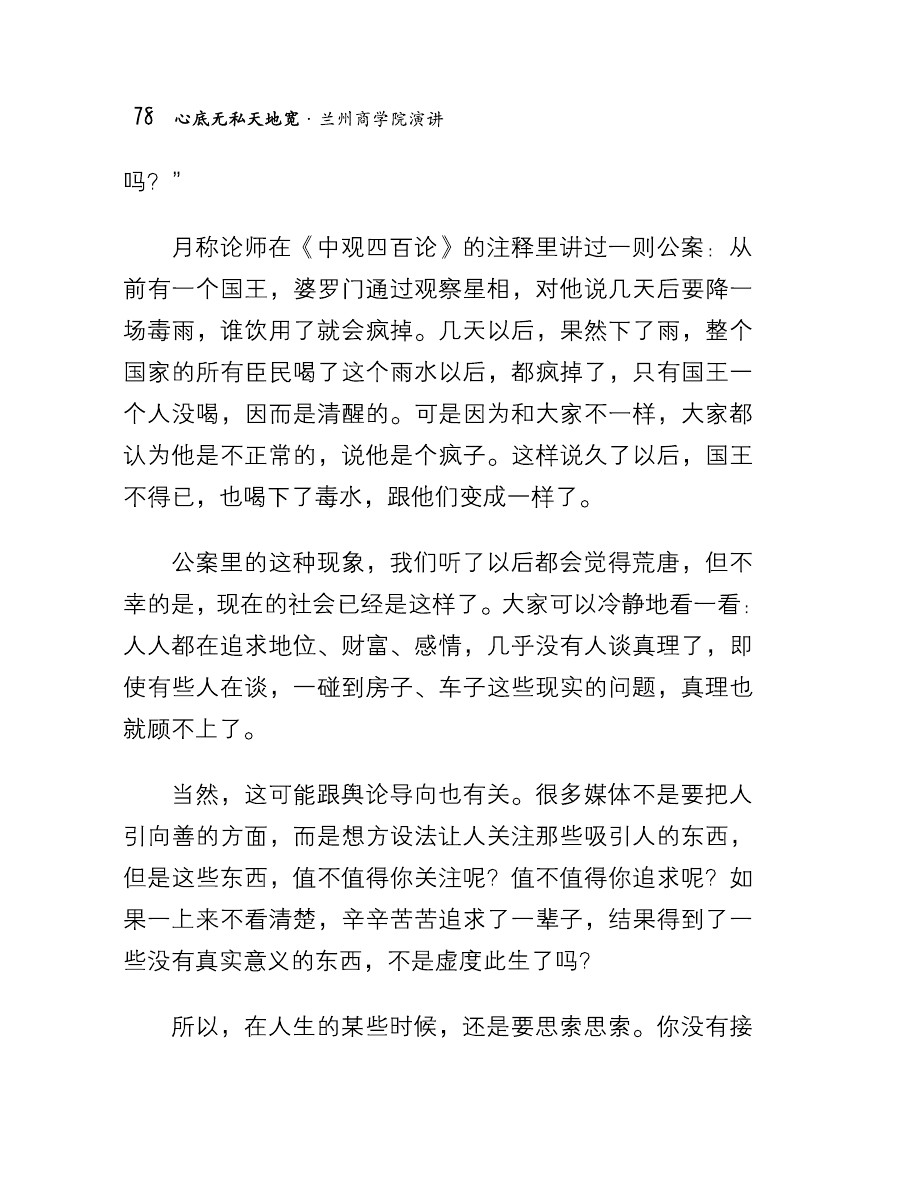 78 心底无私天地宽·兰州商学院演讲
吗？”
月称论师在《中观四百论》的注释里讲过一则公案：从
前有一个国王，婆罗门通过观察星相，对他说几天后要降一
场毒雨，谁饮用了就会疯掉。几天以后，果然下了雨，整个
国家的所有臣民喝了这个雨水以后，都疯掉了，只有国王一
个人没喝，因而是清醒的。可是因为和大家不一样，大家都
认为他是不正常的，说他是个疯子。这样说久了以后，国王
不得已，也喝下了毒水，跟他们变成一样了。
公案里的这种现象，我们听了以后都会觉得荒唐，但不
幸的是，现在的社会已经是这样了。大家可以冷静地看一看：
人人都在追求地位、财富、感情，几乎没有人谈真理了，即
使有些人在谈，一碰到房子、车子这些现实的问题，真理也
就顾不上了。
当然，这可能跟舆论导向也有关。很多媒体不是要把人
引向善的方面，而是想方设法让人关注那些吸引人的东西，
但是这些东西，值不值得你关注呢？值不值得你追求呢？如
果一上来不看清楚，辛辛苦苦追求了一辈子，结果得到了一
些没有真实意义的东西，不是虚度此生了吗？
所以，在人生的某些时候，还是要思索思索。你没有接